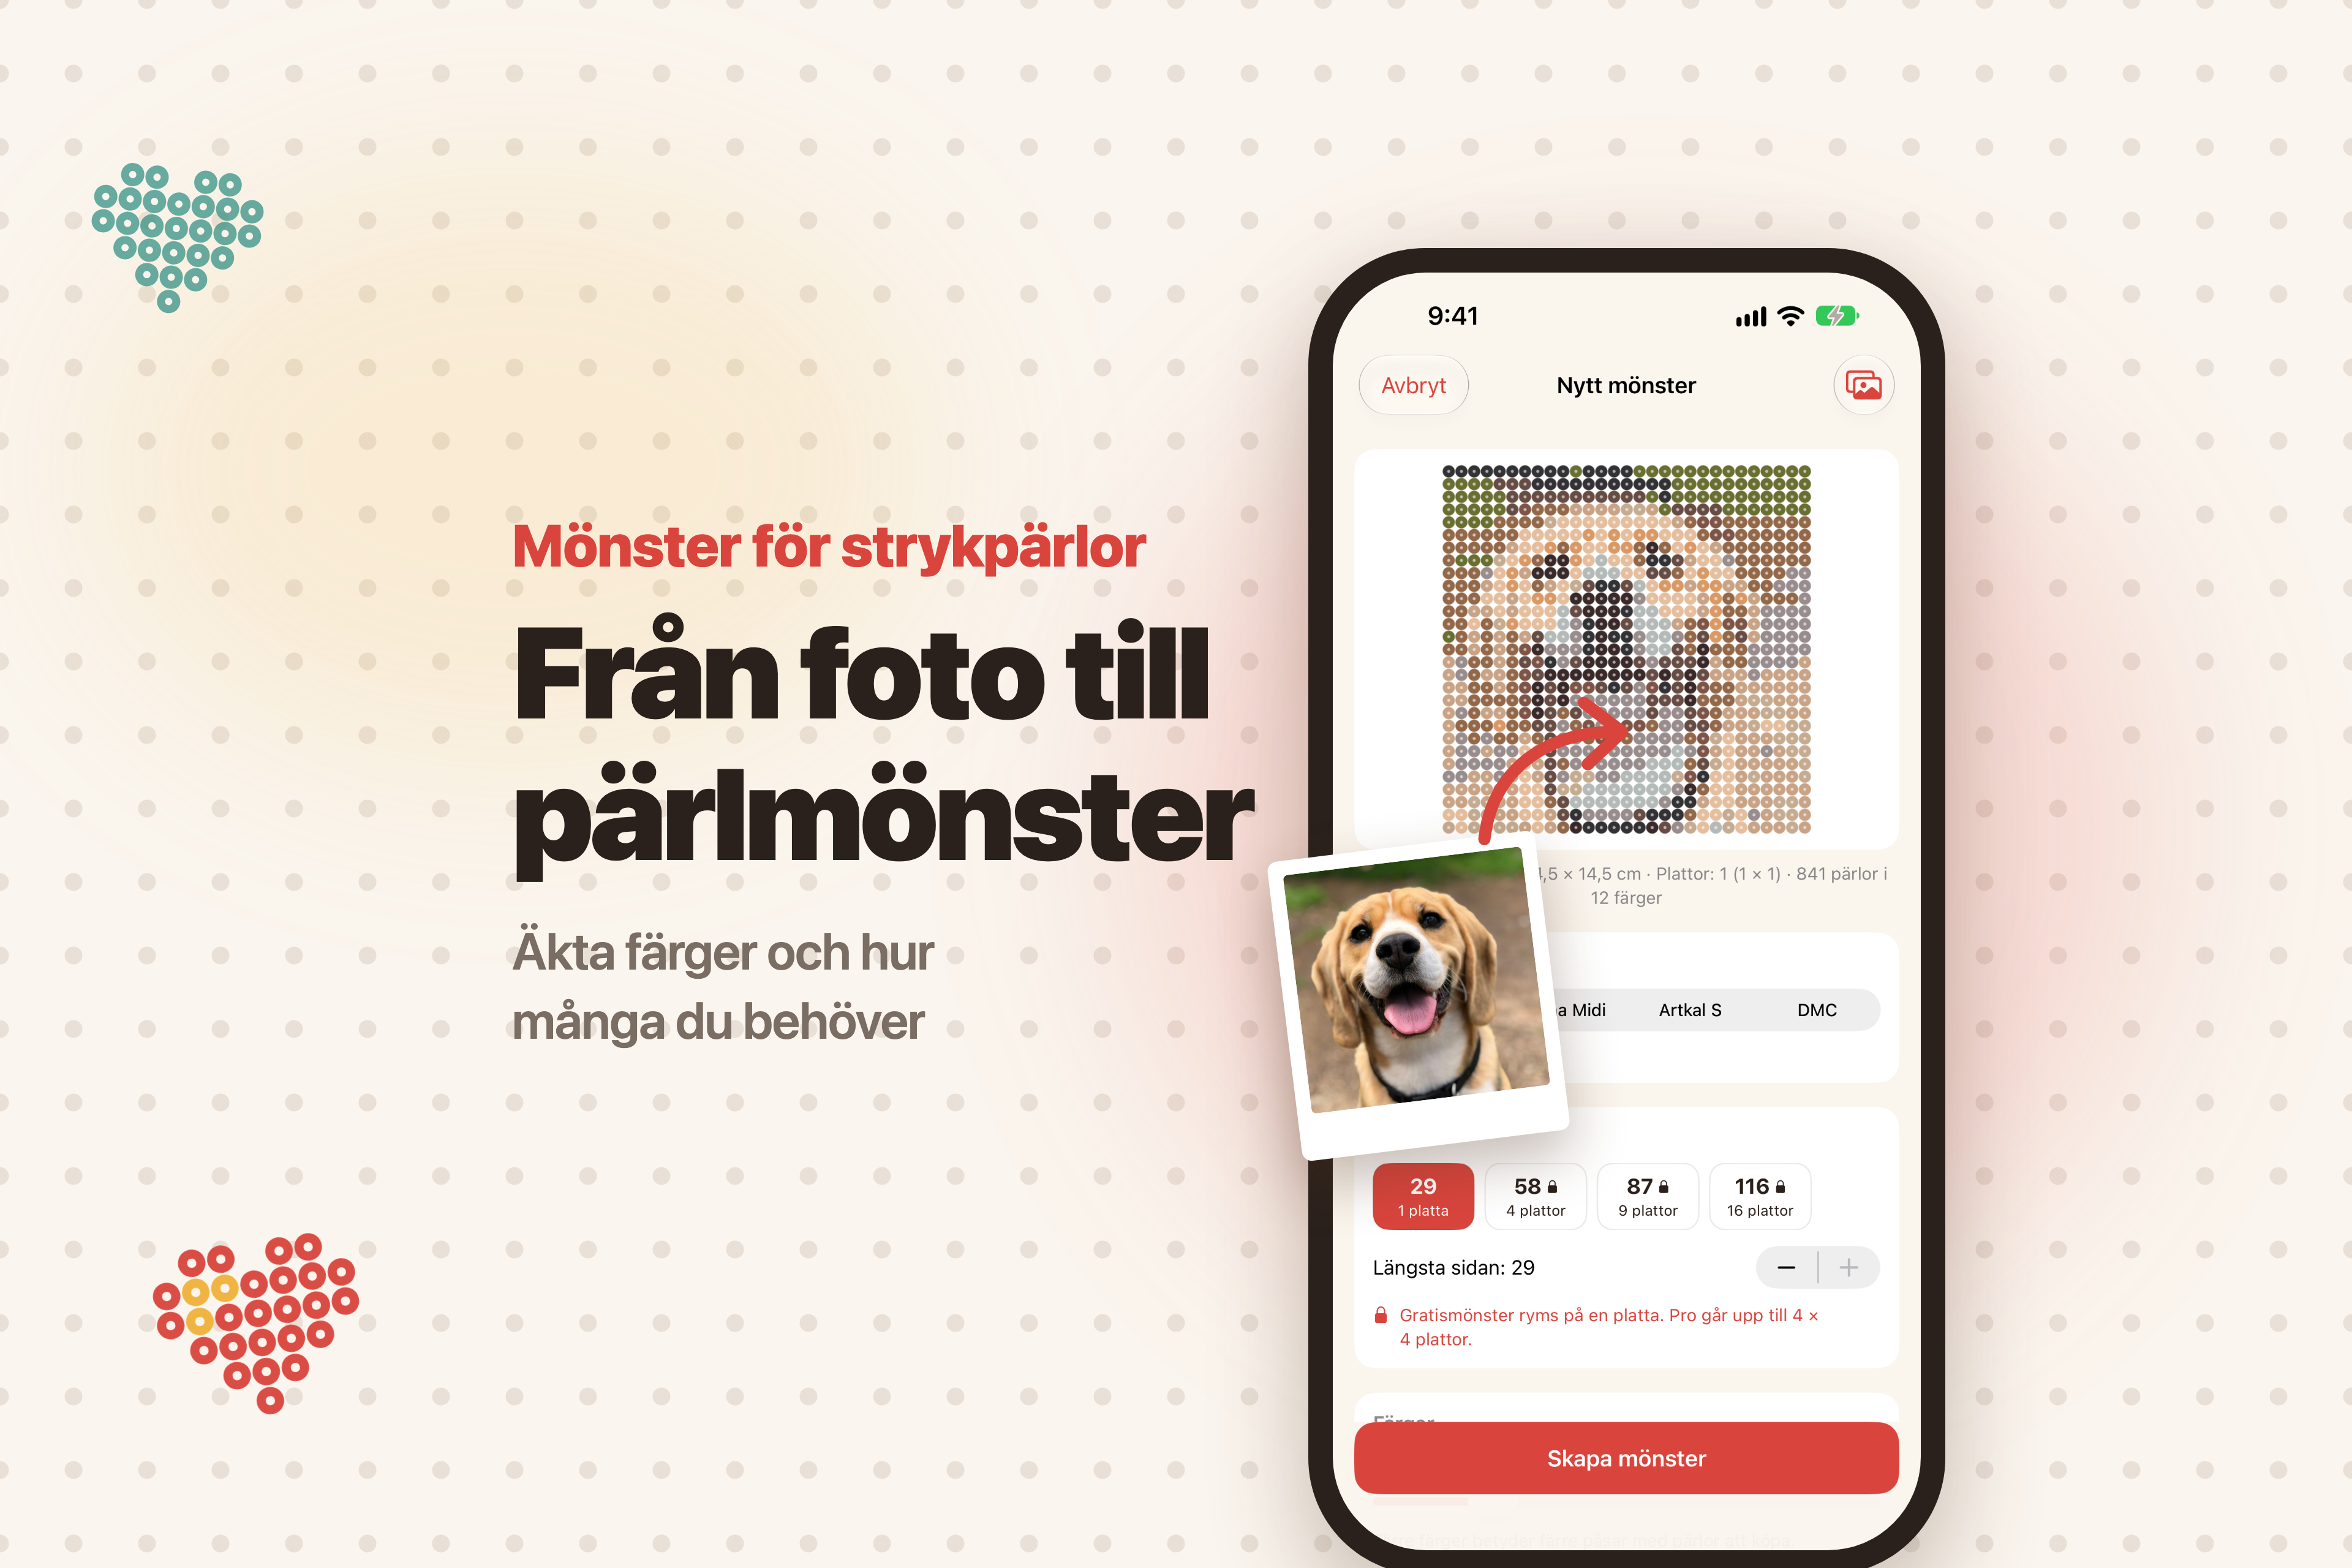 Mönster för strykpärlor
Från foto till
pärlmönster
Äkta färger och hur
många du behöver
9:41
Avbryt
Nytt mönster
4,5 × 14,5 cm · Plattor: 1 (1 × 1) · 841 pärlor i
12 färger
Midi
Artkal S
DMC
29
1 platta
58
4 plattor
87
9 plattor
116
16 plattor
Längsta sidan: 29
Gratismönster ryms på en platta. Pro går upp till 4 ×
4 plattor.
Färger
Skapa mönster